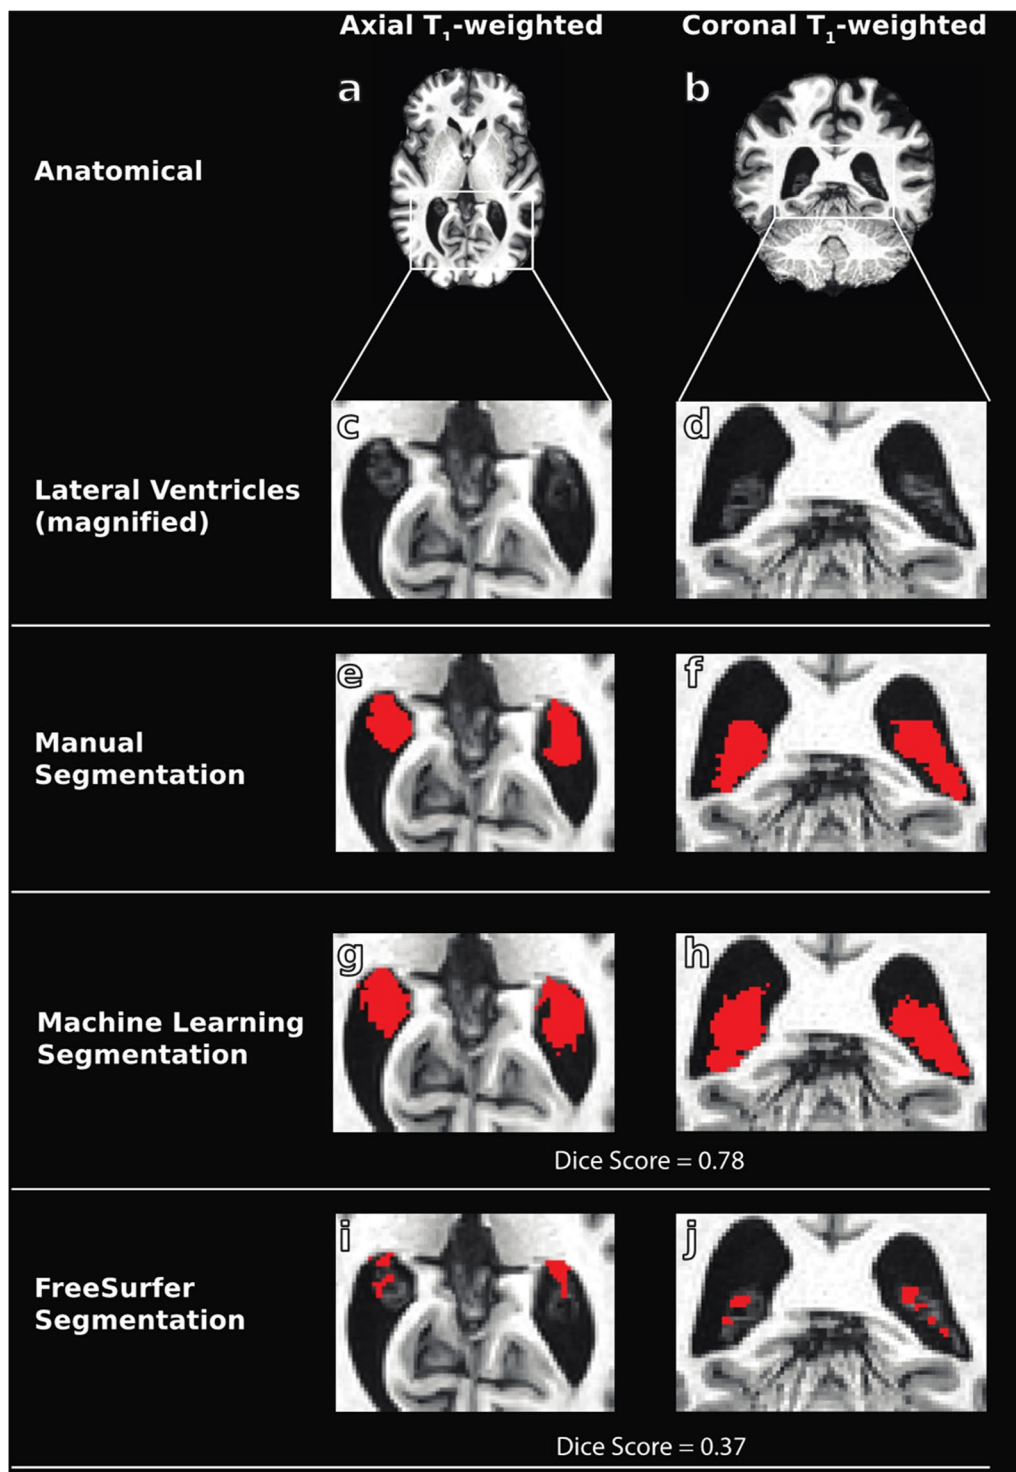 Axial T₁-weighted
Coronal T₁-weighted
a
b
Anatomical
c
d
Lateral Ventricles
(magnified)
e
f
Manual
Segmentation
g
h
Machine Learning
Segmentation
Dice Score = 0.78
i
j
FreeSurfer
Segmentation
Dice Score = 0.37